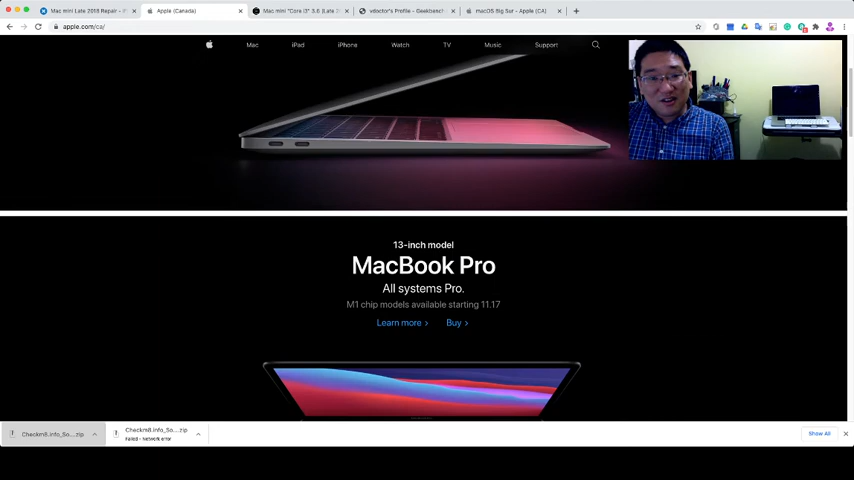 Mac mini Late 2018 Repair - iF
Apple (Canada)
Mac mini "Core i3" 3.6 (Late 2
vdoctor's Profile - Geekbench
macOS Big Sur - Apple (CA)
apple.com/ca/
Mac iPad iPhone Watch TV Music Support
13-inch model
MacBook Pro
All systems Pro.
M1 chip models available starting 11.17
Learn more > Buy >
Checkm8.Info_So....zip
Checkm8.Info_So....zip
Failed - Network error
Show All